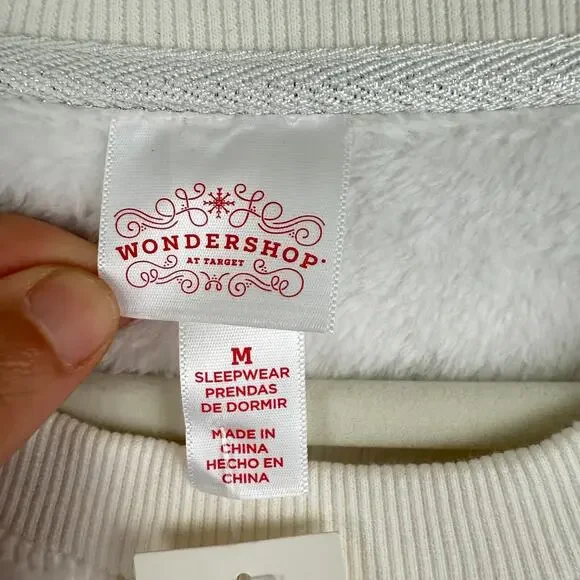 WONDERSHOP
AT TARGET
M
SLEEPWEAR
PRENDAS
DE DORMIR
MADE IN
CHINA
HECHO EN
CHINA